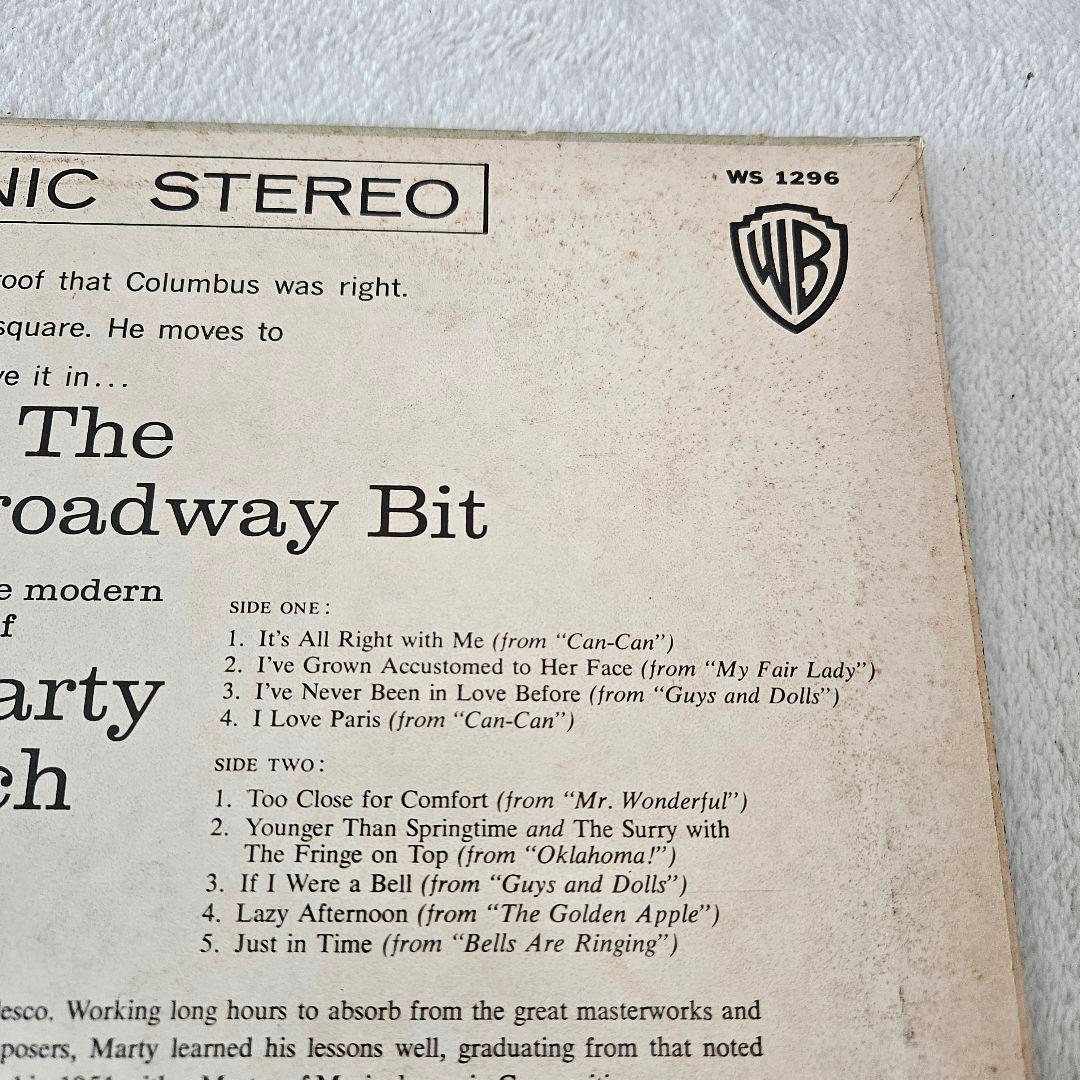 NIC STEREO
WS 1296
WB
oof that Columbus was right.
square. He moves to
ve it in...
The
roadway Bit
e modern
f
arty
ch
SIDE ONE:
1. It's All Right with Me (from “Can-Can”)
2. I've Grown Accustomed to Her Face (from “My Fair Lady”)
3. I've Never Been in Love Before (from “Guys and Dolls”)
4. I Love Paris (from “Can-Can”)
SIDE TWO:
1. Too Close for Comfort (from “Mr. Wonderful”)
2. Younger Than Springtime and The Surry with
The Fringe on Top (from “Oklahoma!”)
3. If I Were a Bell (from “Guys and Dolls”)
4. Lazy Afternoon (from “The Golden Apple”)
5. Just in Time (from “Bells Are Ringing”)
esco. Working long hours to absorb from the great masterworks and
posers, Marty learned his lessons well, graduating from that noted